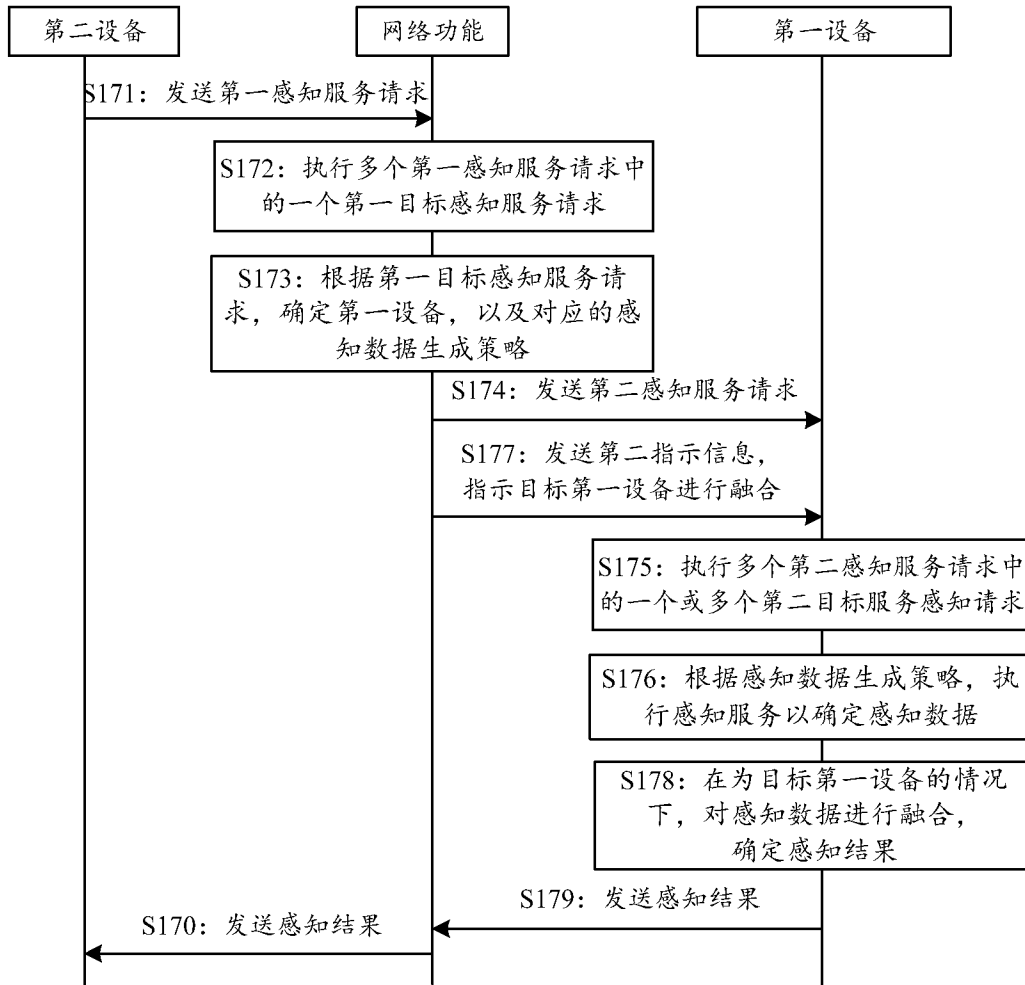 第二设备
网络功能
第一设备
S171：发送第一感知服务请求
S172：执行多个第一感知服务请求中
的一个第一目标感知服务请求
S173：根据第一目标感知服务请
求，确定第一设备，以及对应的感
知数据生成策略
S174：发送第二感知服务请求
S177：发送第二指示信息，
指示目标第一设备进行融合
S175：执行多个第二感知服务请求中
的一个或多个第二目标服务感知请求
S176：根据感知数据生成策略，执
行感知服务以确定感知数据
S178：在为目标第一设备的情况
下，对感知数据进行融合，
确定感知结果
S179：发送感知结果
S170：发送感知结果